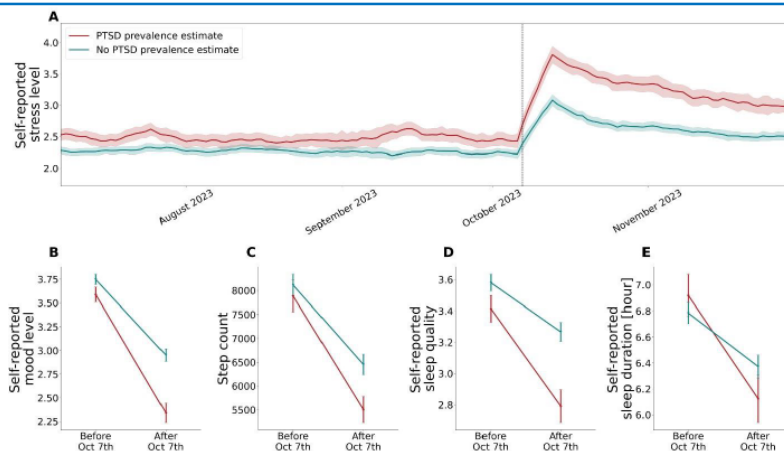 A
PTSD prevalence estimate
No PTSD prevalence estimate
Self-reported
stress level
4.0
3.5
3.0
2.5
2.0
August 2023
September 2023
October 2023
November 2023
B
Self-reported
mood level
3.75
3.50
3.25
3.00
2.75
2.50
2.25
Before
Oct 7th
After
Oct 7th
C
Step count
8000
7500
7000
6500
6000
5500
Before
Oct 7th
After
Oct 7th
D
Self-reported
sleep quality
3.6
3.4
3.2
3.0
2.8
Before
Oct 7th
After
Oct 7th
E
Self-reported
sleep duration [hour]
7.0
6.8
6.6
6.4
6.2
6.0
Before
Oct 7th
After
Oct 7th